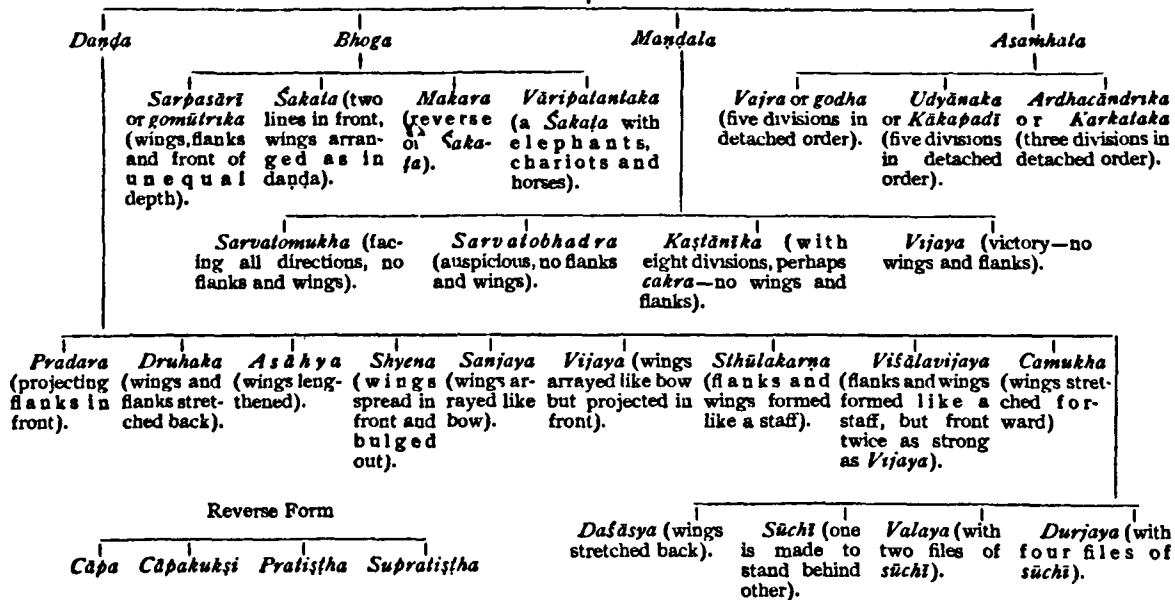 Daṇḍa Bhoga Maṇḍala Asaṁhata
Sarpasārī
or gomūtrıka
(wings, flanks
and front of
unequal
depth).
Śakaṭa (two
lines in front,
wings arran-
ged as in
daṇḍa).
Makara
(reverse
of Śaka-
ṭa).
Vāripatantaka
(a Śakaṭa with
elephants,
chariots and
horses).
Vajra or godha
(five divisions in
detached order).
Udyānaka
or Kākapadī
(five divisions
in detached
order).
Ardhacāndrıka
or Karkaṭaka
(three divisions in
detached order).
Sarvatomukha (fac-
ing all directions, no
flanks and wings).
Sarvatobhadra
(auspicious, no flanks
and wings).
Kaṣṭānīka (with
eight divisions, perhaps
cakra—no wings and
flanks).
Vıjaya (victory—no
wings and flanks).
Pradara
(projecting
flanks in
front).
Druhaka
(wings and
flanks stret-
ched back).
Asāhya
(wings leng-
thened).
Shyena
(wings
spread in
front and
bulged
out).
Sanjaya
(wings ar-
rayed like
bow).
Vijaya (wings
arrayed like bow
but projected in
front).
Sthūlakarṇa
(flanks and
wings formed
like a staff).
Viśālavijaya
(flanks and wings
formed like a
staff, but front
twice as strong
as Vıjaya).
Camukha
(wings stret-
ched for-
ward)
Reverse Form
Cāpa Cāpakukṣi Pratiṣṭha Supratiṣṭha
Daśāsya (wings
stretched back).
Sūchī (one
is made to
stand behind
other).
Valaya (with
two files of
sūchī).
Durjaya (with
four files of
sūchī).